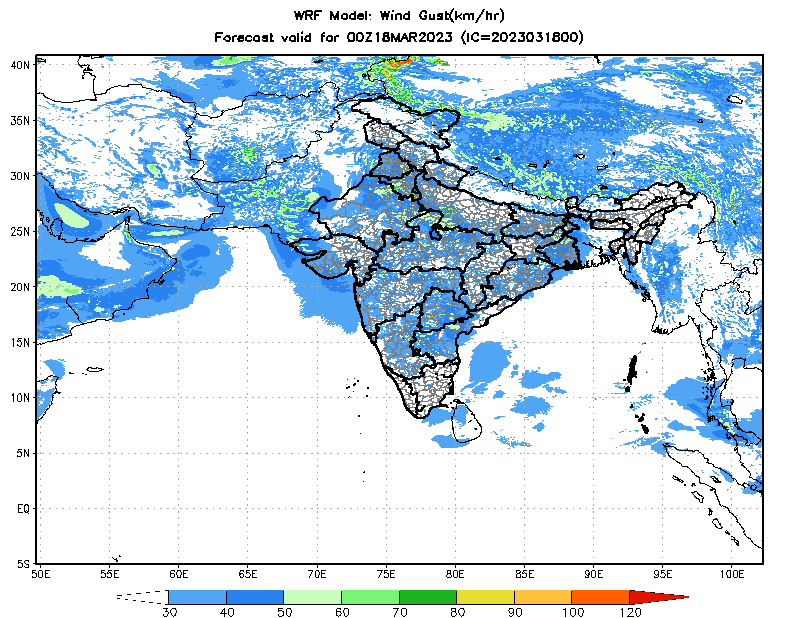 WRF Model: Wind Gust(km/hr)
Forecast valid for 00Z18MAR2023 (IC=2023031800)
40N
35N
30N
25N
20N
15N
10N
5N
EQ
5S
50E 55E 60E 65E 70E 75E 80E 85E 90E 95E 100E
30 40 50 60 70 80 90 100 120